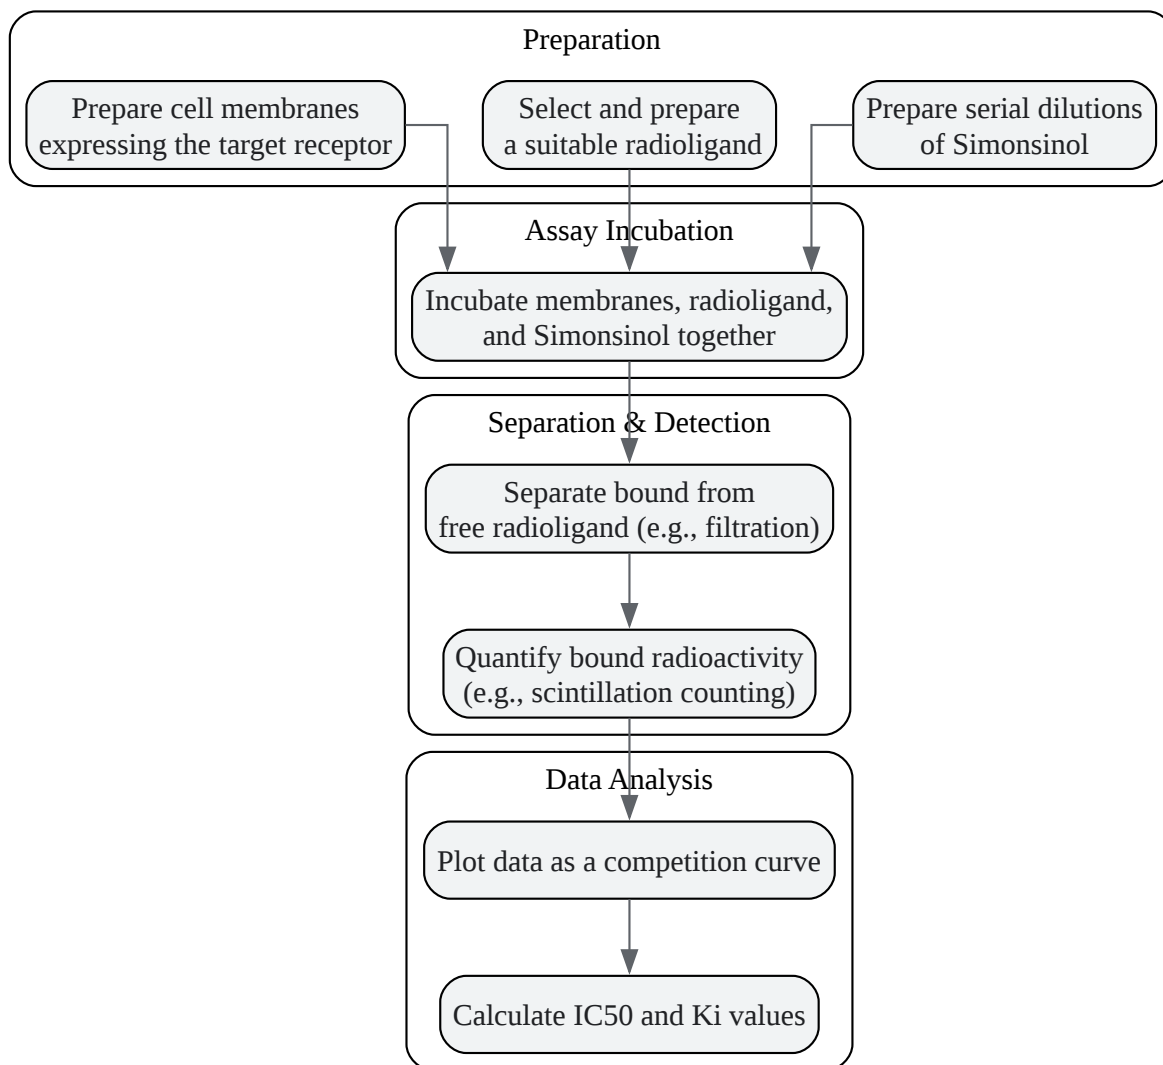 Preparation
Prepare cell membranes
expressing the target receptor
Select and prepare
a suitable radioligand
Prepare serial dilutions
of Simonsinol
Assay Incubation
Incubate membranes, radioligand,
and Simonsinol together
Separation & Detection
Separate bound from
free radioligand (e.g., filtration)
Quantify bound radioactivity
(e.g., scintillation counting)
Data Analysis
Plot data as a competition curve
Calculate IC50 and Ki values